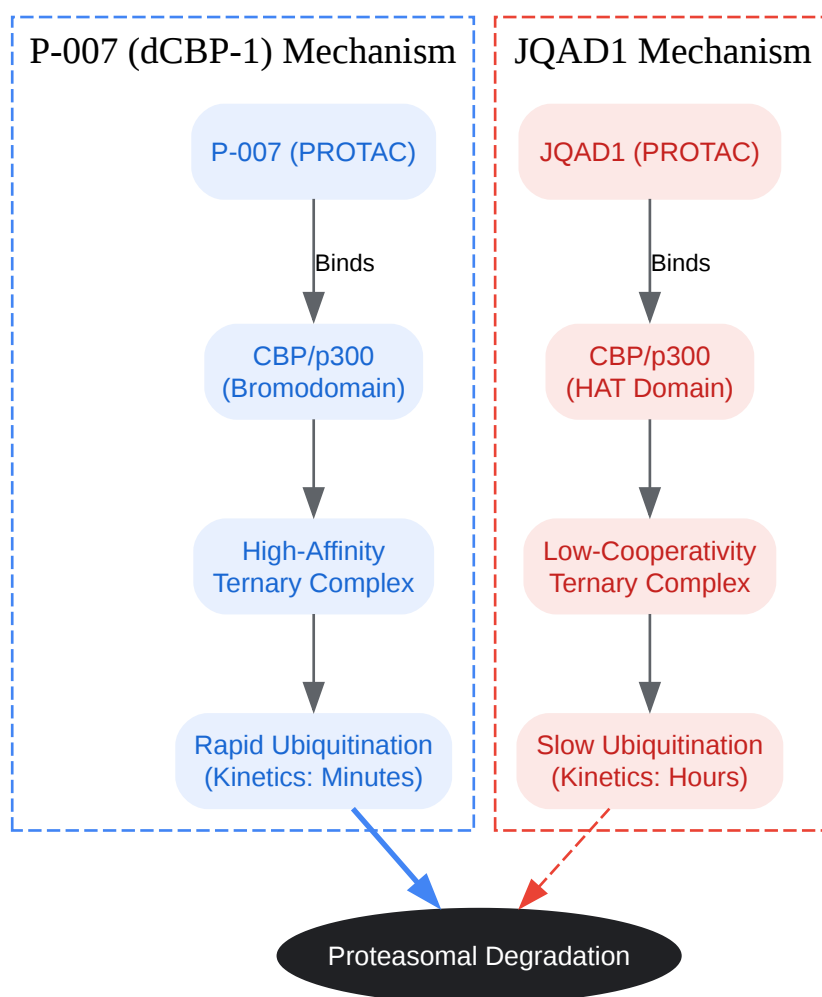 P-007 (dCBP-1) Mechanism
P-007 (PROTAC)
Binds
CBP/p300
(Bromodomain)
High-Affinity
Ternary Complex
Rapid Ubiquitination
(Kinetics: Minutes)
JQAD1 Mechanism
JQAD1 (PROTAC)
Binds
CBP/p300
(HAT Domain)
Low-Cooperativity
Ternary Complex
Slow Ubiquitination
(Kinetics: Hours)
Proteasomal Degradation